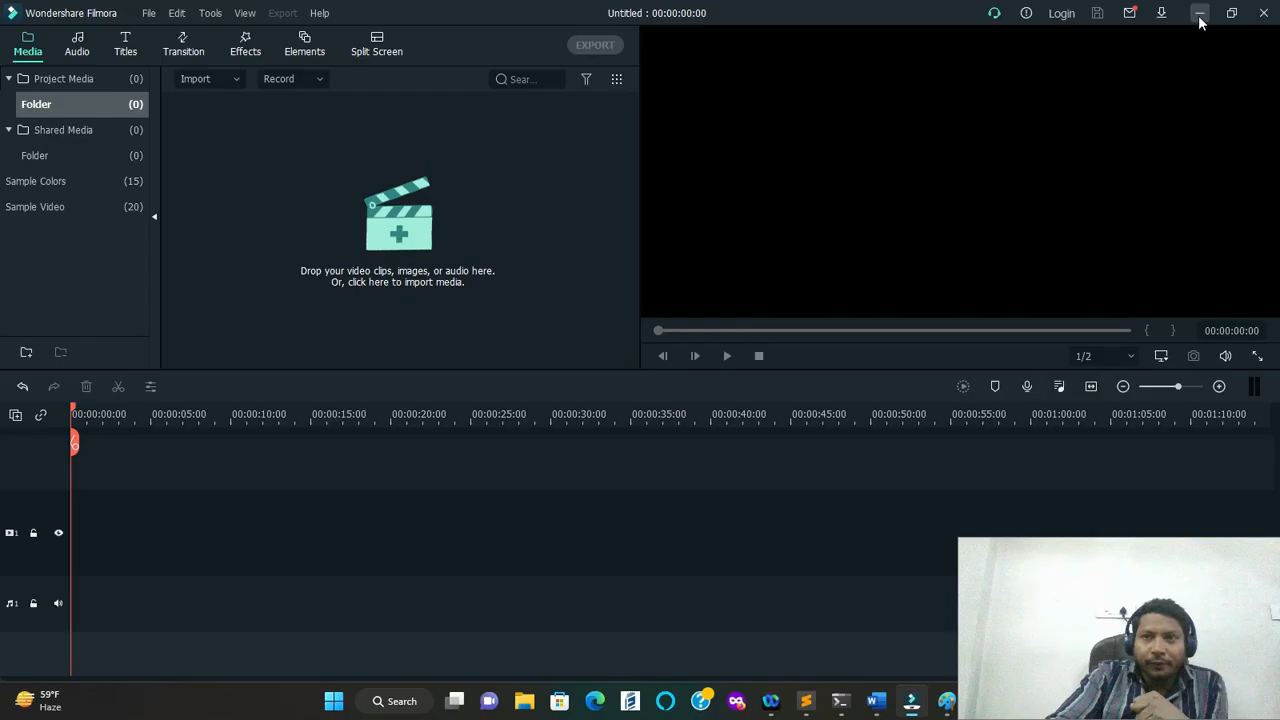 Wondershare Filmora File Edit Tools View Export Help Untitled : 00:00:00:00 Login
Media Audio Titles Transition Effects Elements Split Screen EXPORT
Project Media (0) Import Record Sear...
Folder (0)
Shared Media (0)
Folder (0)
Sample Colors (15)
Sample Video (20)
Drop your video clips, images, or audio here.
Or, click here to import media.
{ } 00:00:00:00
1/2
00:00:00:00 00:00:05:00 00:00:10:00 00:00:15:00 00:00:20:00 00:00:25:00 00:00:30:00 00:00:35:00 00:00:40:00 00:00:45:00 00:00:50:00 00:00:55:00 00:01:00:00 00:01:05:00 00:01:10:00
1
1
59°F
Haze
Search